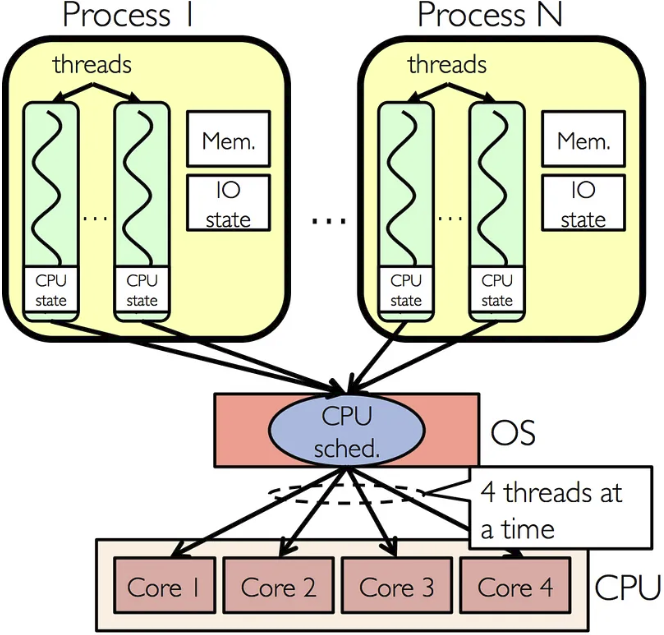 Process 1
Process N
threads
threads
Mem.
IO
state
...
CPU
state
CPU
state
...
Mem.
IO
state
...
CPU
state
CPU
state
CPU
sched.
OS
4 threads at
a time
Core 1
Core 2
Core 3
Core 4
CPU